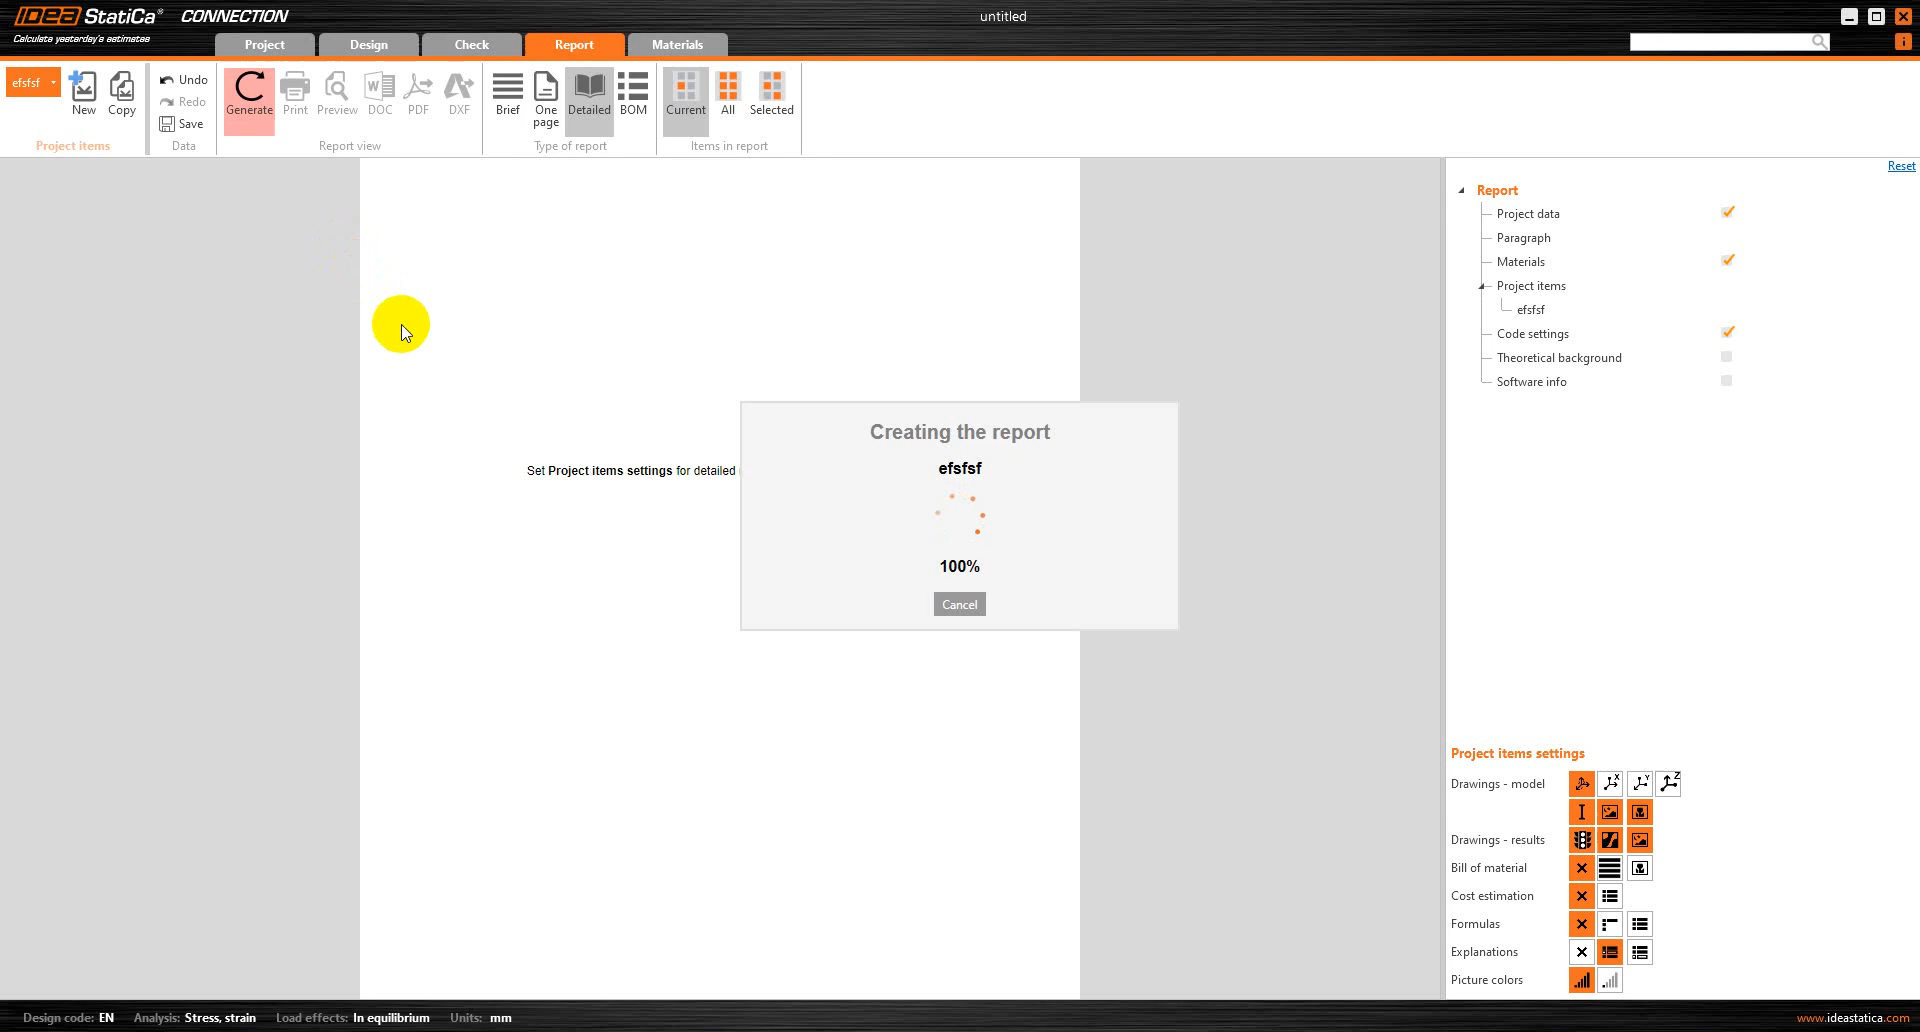 IDEA StatiCa® CONNECTION
untitled
Calculate yesterday's estimates
Project
Design
Check
Report
Materials
efsfsf
New
Copy
Undo
Redo
Save
Generate
Print
Preview
DOC
PDF
DXF
Brief
One page
Detailed
BOM
Current
All
Selected
Project items
Data
Report view
Type of report
Items in report
Reset
Report
Project data
Paragraph
Materials
Project items
efsfsf
Code settings
Theoretical background
Software info
Creating the report
efsfsf
Set Project items settings for detailed
100%
Cancel
Project items settings
Drawings - model
X
Y
Z
Drawings - results
Bill of material
Cost estimation
Formulas
Explanations
Picture colors
Design code: EN Analysis: Stress, strain Load effects: In equilibrium Units: mm
www.ideastatica.com